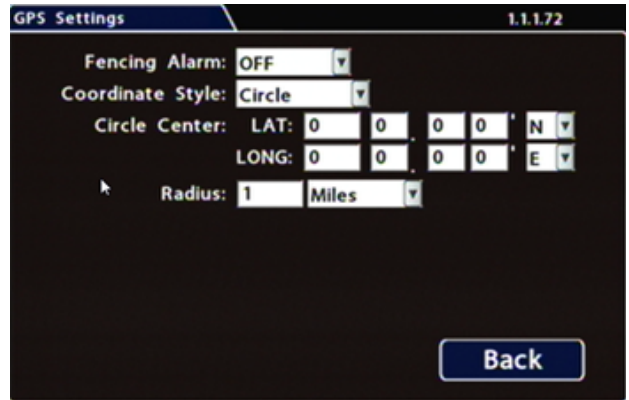 GPS Settings 1.1.1.72
Fencing Alarm: OFF
Coordinate Style: Circle
Circle Center: LAT: 0 0 . 0 0 ' N
LONG: 0 0 . 0 0 ' E
Radius: 1 Miles
Back